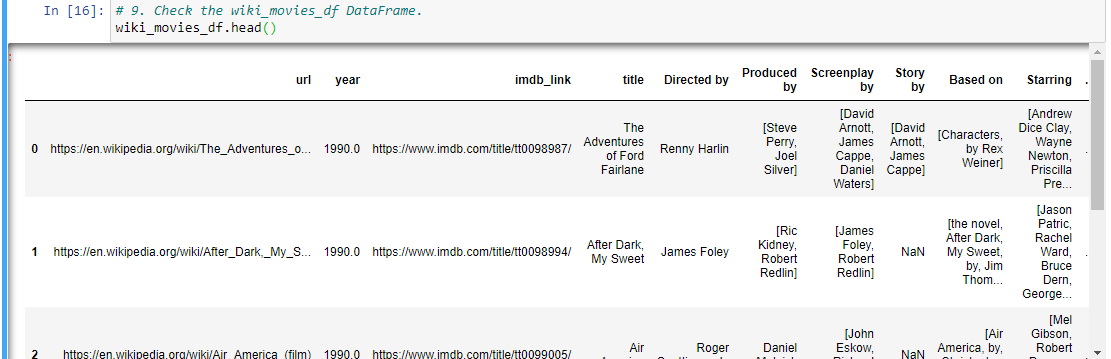 In [16]: # 9. Check the wiki_movies_df DataFrame.
wiki_movies_df.head()
url year imdb_link title Directed by Produced by Screenplay by Story by Based on Starring .
0 https://en.wikipedia.org/wiki/The_Adventures_o... 1990.0 https://www.imdb.com/title/tt0098987/ The Adventures of Ford Fairlane Renny Harlin [Steve Perry, Joel Silver] [David Arnott, James Cappe, Daniel Waters] [David Arnott, James Cappe] [Characters, by Rex Weiner] [Andrew Dice Clay, Wayne Newton, Priscilla Pre... .
1 https://en.wikipedia.org/wiki/After_Dark,_My_S... 1990.0 https://www.imdb.com/title/tt0098994/ After Dark, My Sweet James Foley [Ric Kidney, Robert Redlin] [James Foley, Robert Redlin] NaN [the novel, After Dark, My Sweet, by, Jim Thom... [Jason Patric, Rachel Ward, Bruce Dern, George... .
2 https://en.wikipedia.org/wiki/Air_America_(film) 1990.0 https://www.imdb.com/title/tt0099005/ Air Roger Daniel [John Eskow, NaN [Air America, by, [Mel Gibson, Robert